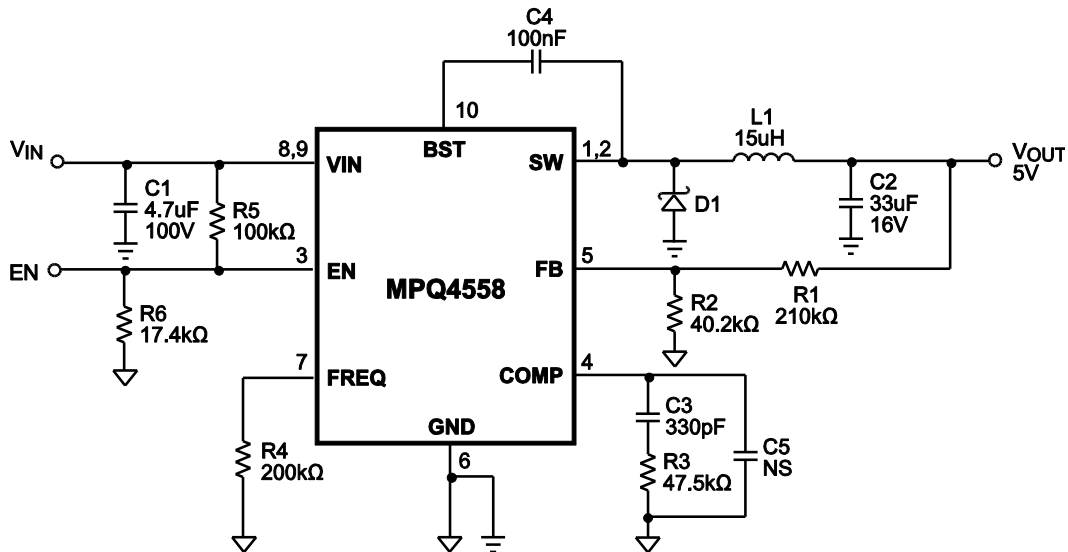 C4
100nF
10
BST
VIN
8,9
VIN
SW
1,2
L1
15uH
VOUT
5V
C1
4.7uF
100V
R5
100kΩ
D1
C2
33uF
16V
EN
3
EN
MPQ4558
FB
5
R1
210kΩ
R2
40.2kΩ
R6
17.4kΩ
7
FREQ
COMP
4
GND
6
R4
200kΩ
C3
330pF
R3
47.5kΩ
C5
NS